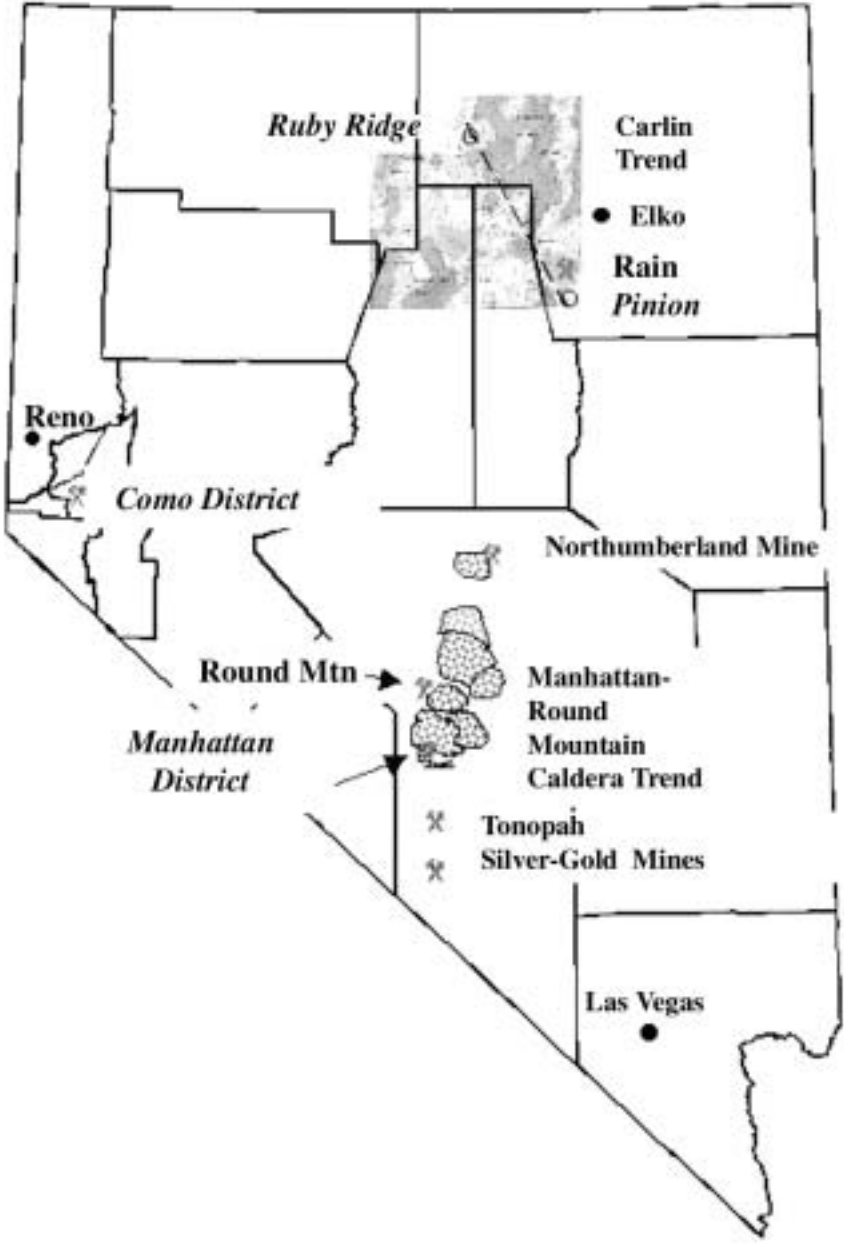 Ruby Ridge
Carlin
Trend
Elko
Rain
Pinion
Reno
Como District
Northumberland Mine
Round Mtn
Manhattan-
Round
Mountain
Caldera Trend
Manhattan
District
Tonopah
Silver-Gold Mines
Las Vegas